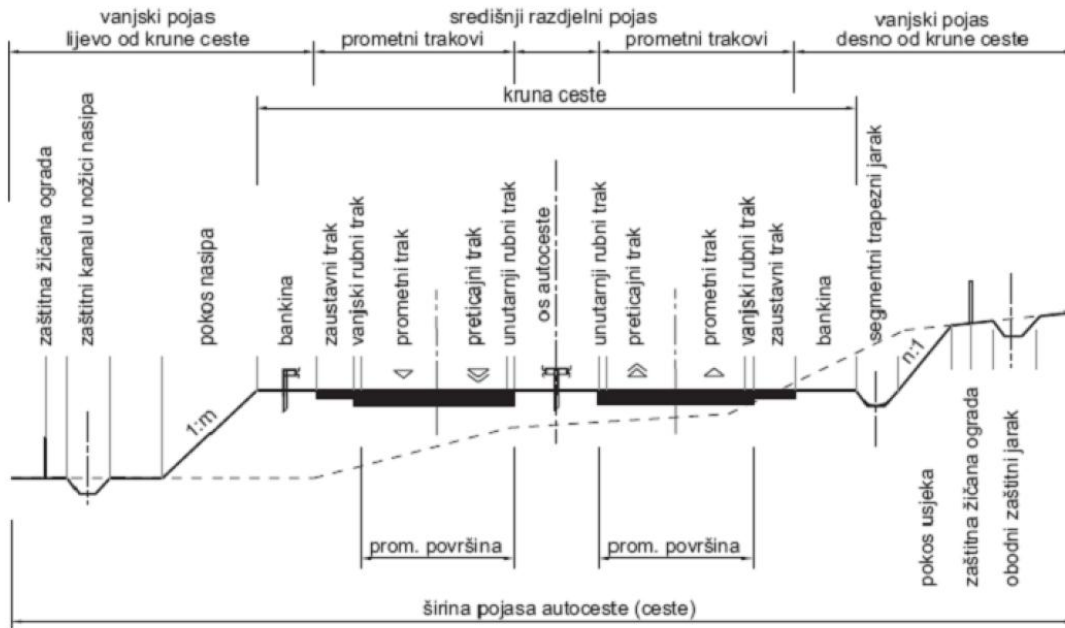 vanjski pojas
lijevo od krune ceste
prometni trakovi
središnji razdjelni pojas
prometni trakovi
vanjski pojas
desno od krune ceste
kruna ceste
zaštitna žičana ograda
zaštitni kanal u nožici nasipa
pokos nasipa
bankina
zaustavni trak
vanjski rubni trak
prometni trak
preticajni trak
unutarnji rubni trak
os autoceste
unutarnji rubni trak
preticajni trak
prometni trak
vanjski rubni trak
zaustavni trak
bankina
segmentni trapezni jarak
1:m
n:1
pokos usjeka
zaštitna žičana ograda
obodni zaštitni jarak
prom. površina
prom. površina
širina pojasa autoceste (ceste)